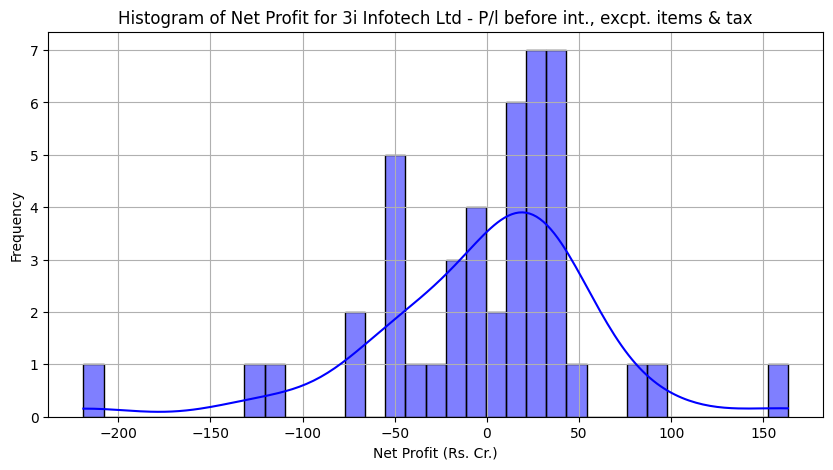 Histogram of Net Profit for 3i Infotech Ltd - P/l before int., excpt. items & tax
7
6
5
4
3
2
1
0
Frequency
−200 −150 −100 −50 0 50 100 150
Net Profit (Rs. Cr.)